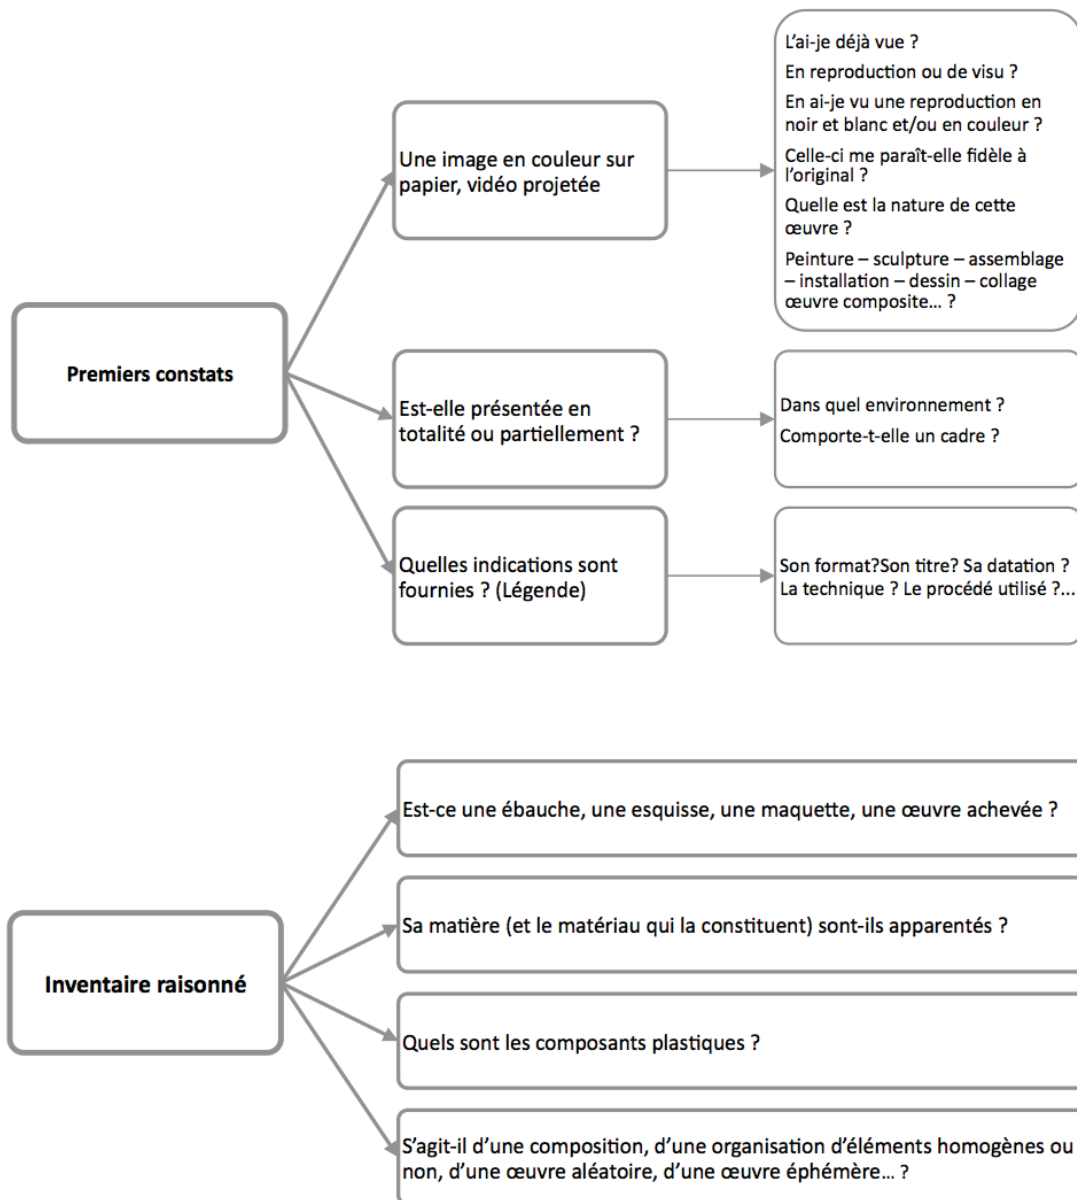 Premiers constats
Une image en couleur sur
papier, vidéo projetée
L’ai-je déjà vue ?
En reproduction ou de visu ?
En ai-je vu une reproduction en
noir et blanc et/ou en couleur ?
Celle-ci me paraît-elle fidèle à
l’original ?
Quelle est la nature de cette
œuvre ?
Peinture – sculpture – assemblage
– installation – dessin – collage
œuvre composite… ?
Est-elle présentée en
totalité ou partiellement ?
Dans quel environnement ?
Comporte-t-elle un cadre ?
Quelles indications sont
fournies ? (Légende)
Son format?Son titre? Sa datation ?
La technique ? Le procédé utilisé ?...
Inventaire raisonné
Est-ce une ébauche, une esquisse, une maquette, une œuvre achevée ?
Sa matière (et le matériau qui la constituent) sont-ils apparentés ?
Quels sont les composants plastiques ?
S’agit-il d’une composition, d’une organisation d’éléments homogènes ou
non, d’une œuvre aléatoire, d’une œuvre éphémère… ?